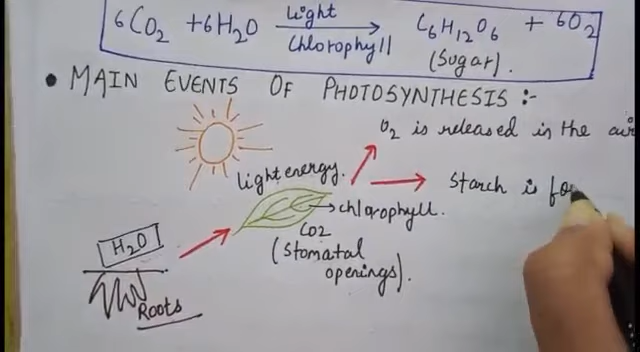 6CO2 + 6H2O Light Chlorophyll C6H12O6 + 6O2
(Sugar).
• MAIN EVENTS OF PHOTOSYNTHESIS :-
O2 is released in the air
Light energy.
Starch is fo
chlorophyll.
CO2
(Stomatal
openings).
H2O
Roots